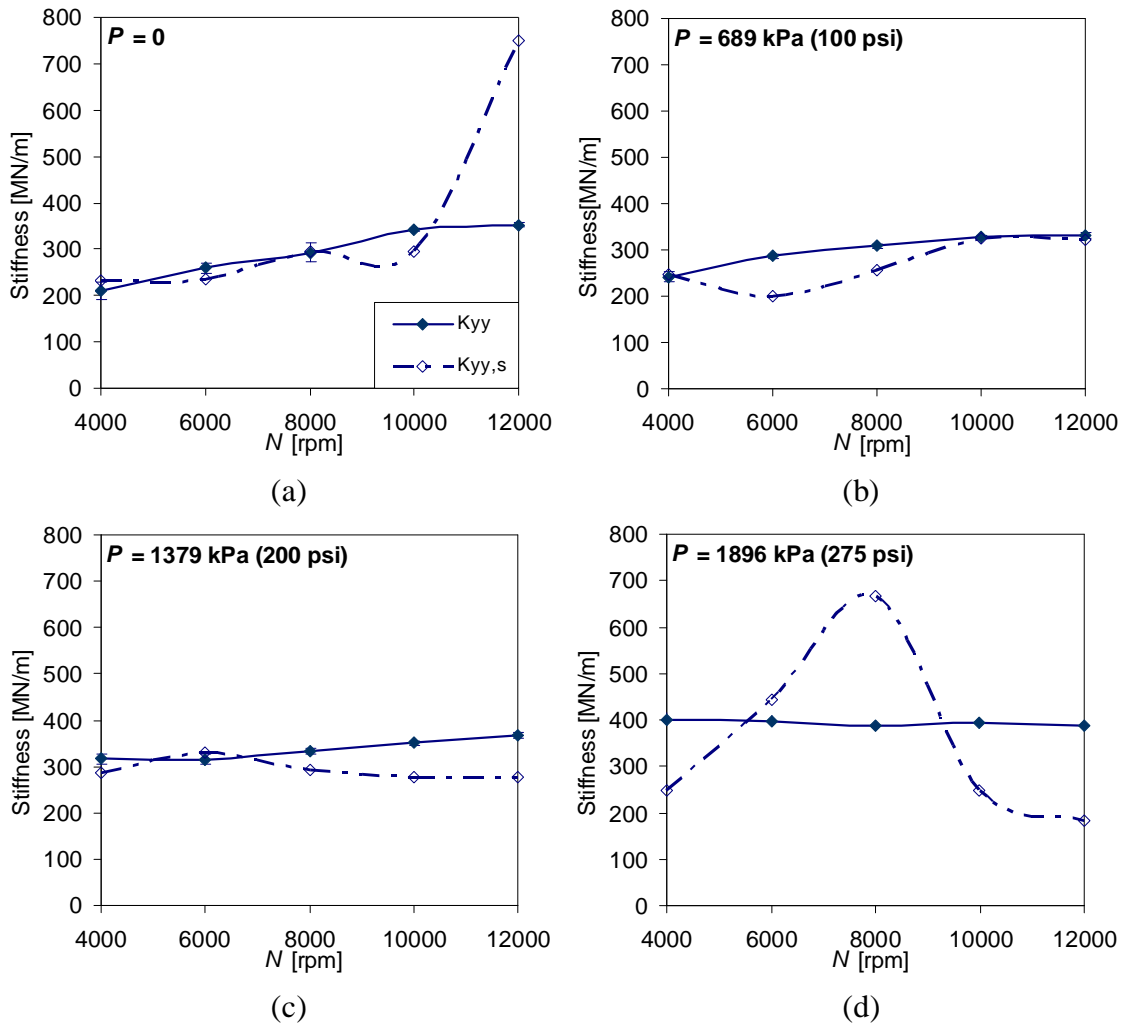 P = 0
800
700
600
500
400
300
200
100
0
Stiffness [MN/m]
Kyy
Kyy,s
4000 6000 8000 10000 12000
N [rpm]
(a)
P = 689 kPa (100 psi)
800
700
600
500
400
300
200
100
0
Stiffness[MN/m]
4000 6000 8000 10000 12000
N [rpm]
(b)
P = 1379 kPa (200 psi)
800
700
600
500
400
300
200
100
0
Stiffness [MN/m]
4000 6000 8000 10000 12000
N [rpm]
(c)
P = 1896 kPa (275 psi)
800
700
600
500
400
300
200
100
0
Stiffness [MN/m]
4000 6000 8000 10000 12000
N [rpm]
(d)